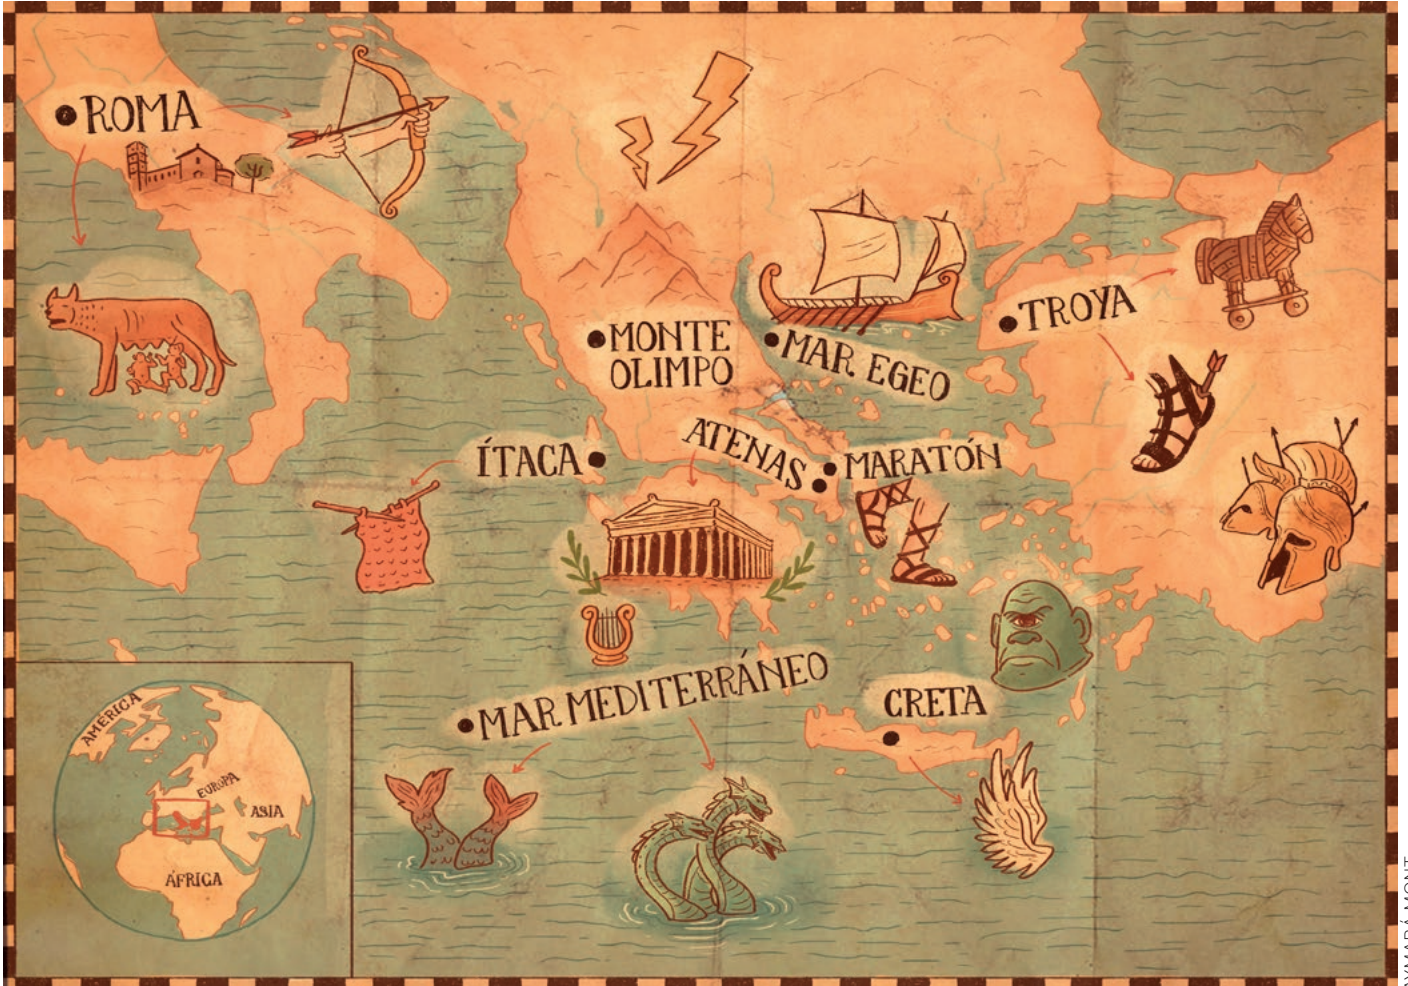 ROMA
MONTE
OLIMPO
MAR EGEO
TROYA
ÍTACA
ATENAS
MARATÓN
MAR MEDITERRÁNEO
CRETA
AMÉRICA
EUROPA
ASIA
ÁFRICA